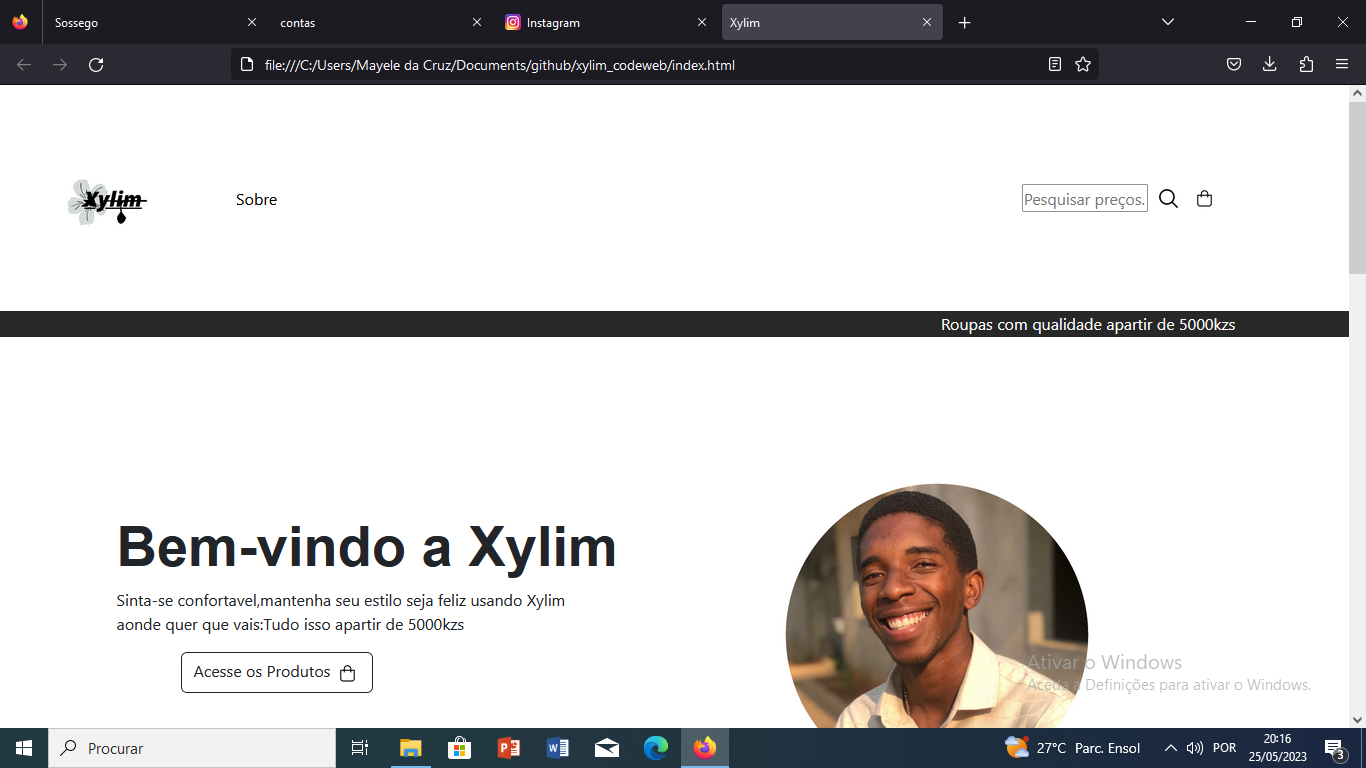 Sossego
contas
Instagram
Xylim
file:///C:/Users/Mayele da Cruz/Documents/github/xylim_codeweb/index.html
Xylim
Sobre
Pesquisar preços.
Roupas com qualidade apartir de 5000kzs
Bem-vindo a Xylim
Sinta-se confortavel,mantenha seu estilo seja feliz usando Xylim
aonde quer que vais:Tudo isso apartir de 5000kzs
Acesse os Produtos
Ativar o Windows
Aceda a Definições para ativar o Windows.
Procurar
27°C Parc. Ensol
POR
20:16
25/05/2023
3